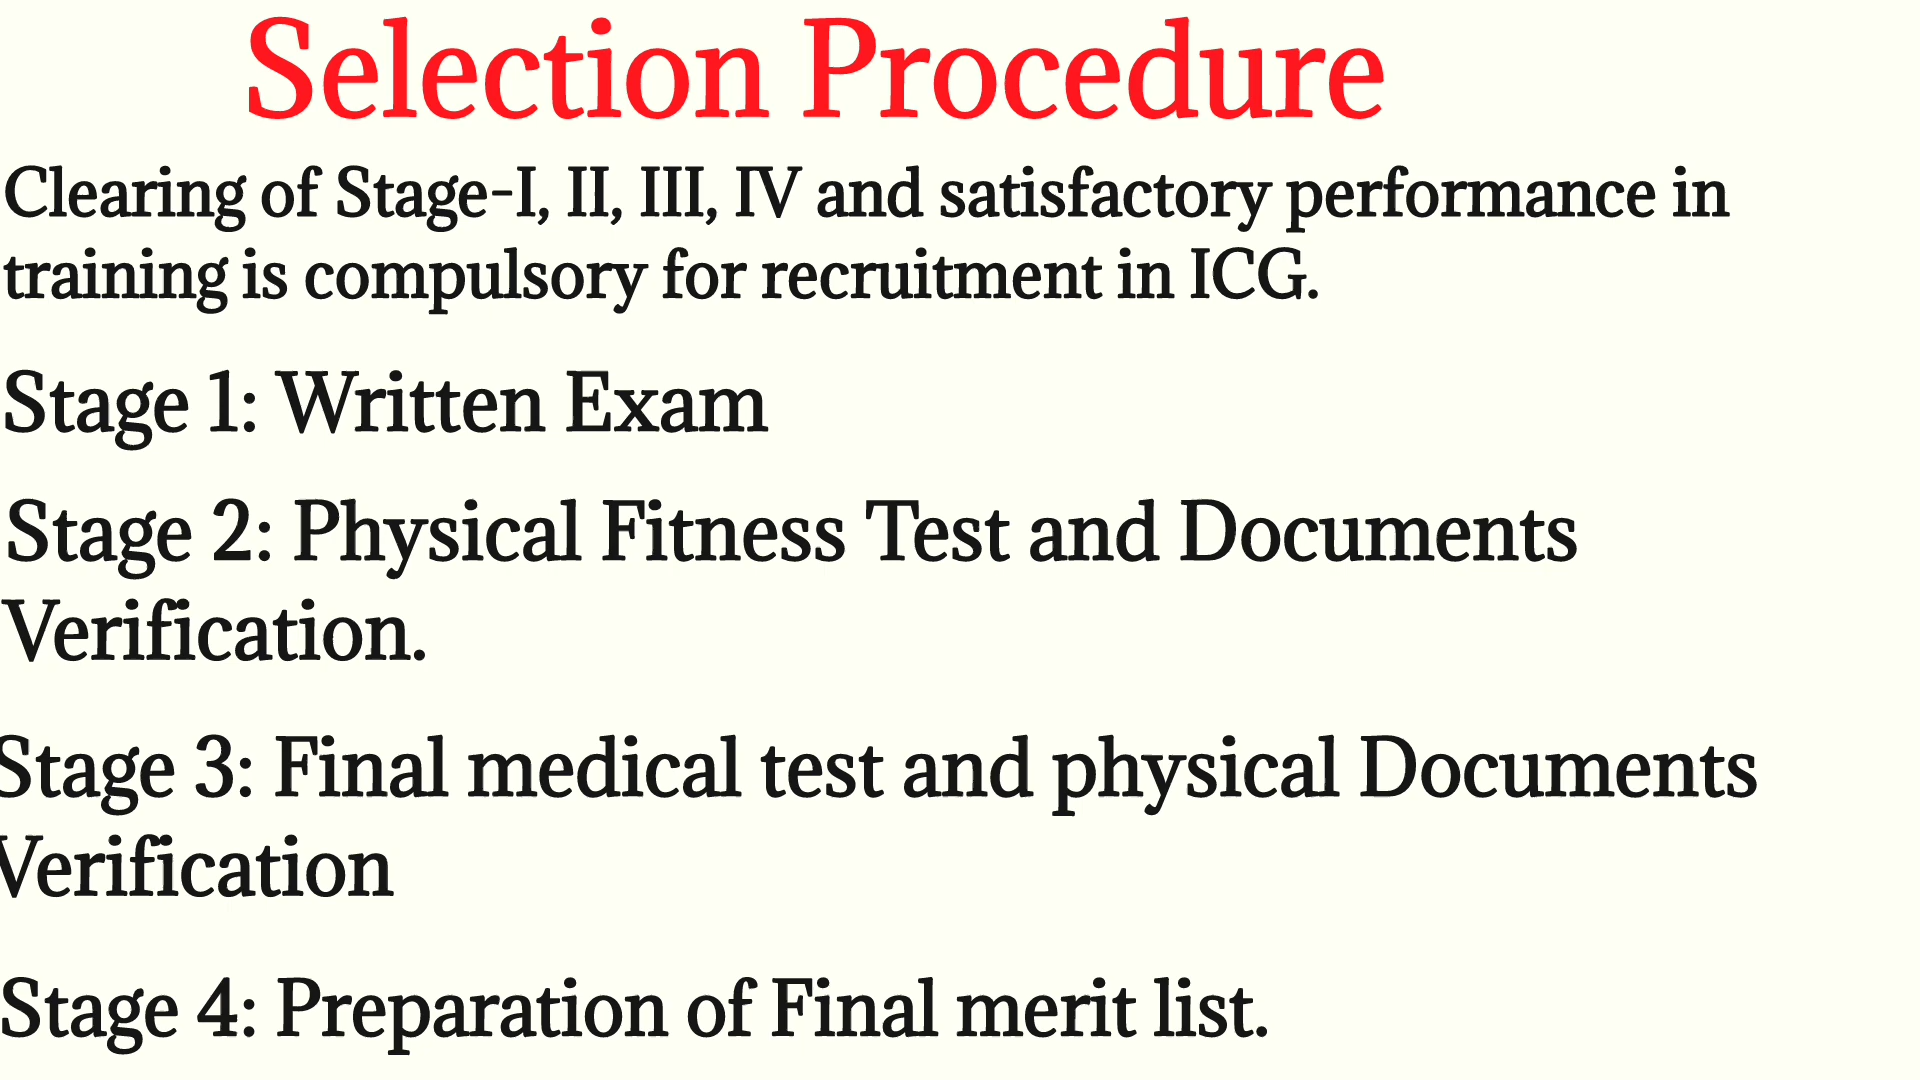 Selection Procedure
Clearing of Stage-I, II, III, IV and satisfactory performance in
training is compulsory for recruitment in ICG.
Stage 1: Written Exam
Stage 2: Physical Fitness Test and Documents
Verification.
Stage 3: Final medical test and physical Documents
Verification
Stage 4: Preparation of Final merit list.